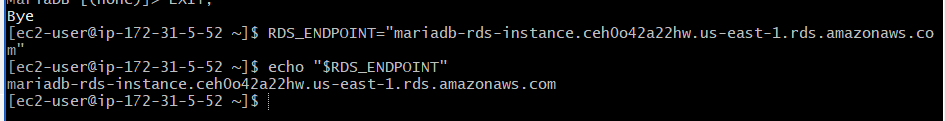 MariaDB [(none)]> EXIT;
Bye
[ec2-user@ip-172-31-5-52 ~]$ RDS_ENDPOINT="mariadb-rds-instance.ceh0o42a22hw.us-east-1.rds.amazonaws.co
m"
[ec2-user@ip-172-31-5-52 ~]$ echo "$RDS_ENDPOINT"
mariadb-rds-instance.ceh0o42a22hw.us-east-1.rds.amazonaws.com
[ec2-user@ip-172-31-5-52 ~]$